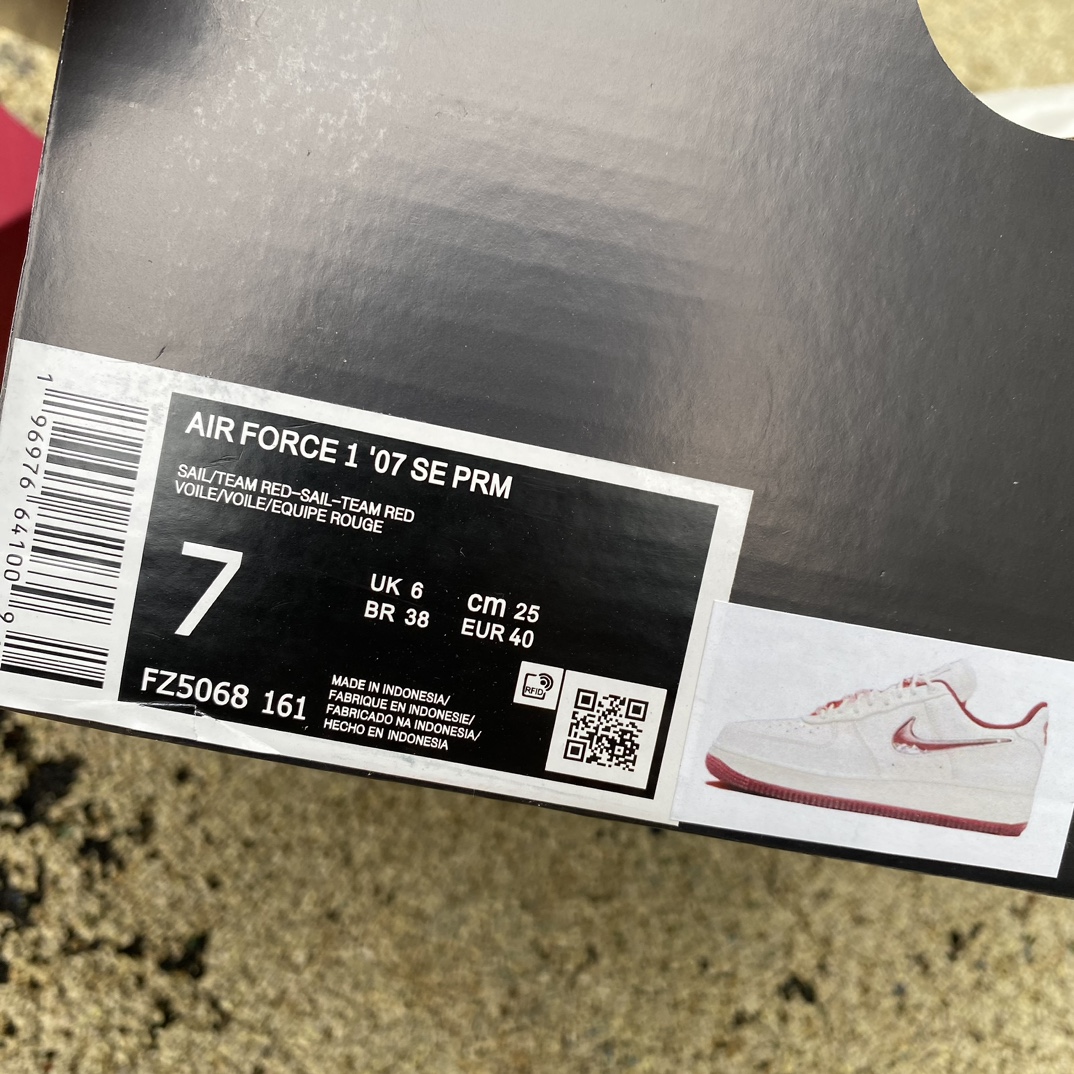 AIR FORCE 1 '07 SE PRM
SAIL/TEAM RED-SAIL-TEAM RED
VOILE/VOILE/EQUIPE ROUGE
7
UK 6
cm 25
BR 38
EUR 40
FZ5068 161
MADE IN INDONESIA/
FABRIQUE EN INDONESIE/
FABRICADO NA INDONESIA/
HECHO EN INDONESIA
RFID
1 96976 64100 9